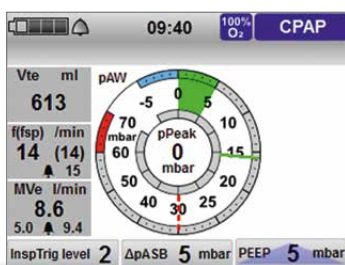 09:40
100%
O₂
CPAP
Vte ml
613
f(fsp) /min
14 (14)
15
MVe l/min
8.6
5.0 9.4
pAW
-5 0 5
70 10
mbar
60 15
50 20
40 30 25
pPeak
0
mbar
InspTrig level 2
ΔpASB 5 mbar
PEEP 5 mbar